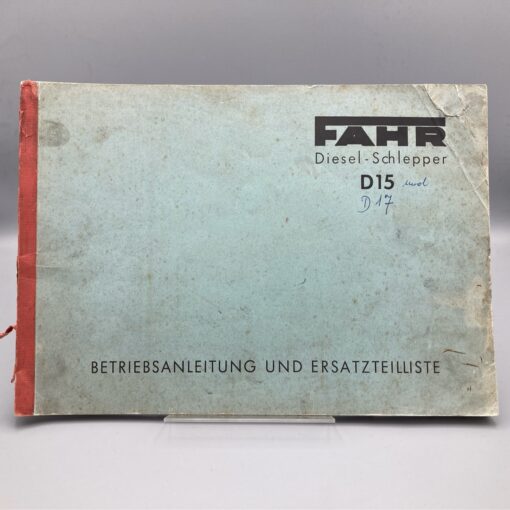 FAHR
Diesel-Schlepper
D15 und
D17
BETRIEBSANLEITUNG UND ERSATZTEILLISTE